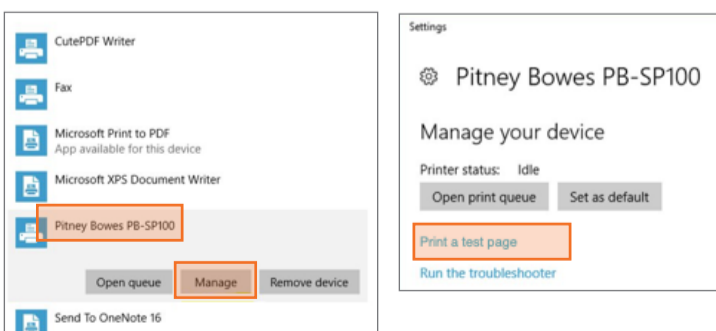 CutePDF Writer
Fax
Microsoft Print to PDF
App available for this device
Microsoft XPS Document Writer
Pitney Bowes PB-SP100
Open queue
Manage
Remove device
Send To OneNote 16
Settings
Pitney Bowes PB-SP100
Manage your device
Printer status: Idle
Open print queue
Set as default
Print a test page
Run the troubleshooter